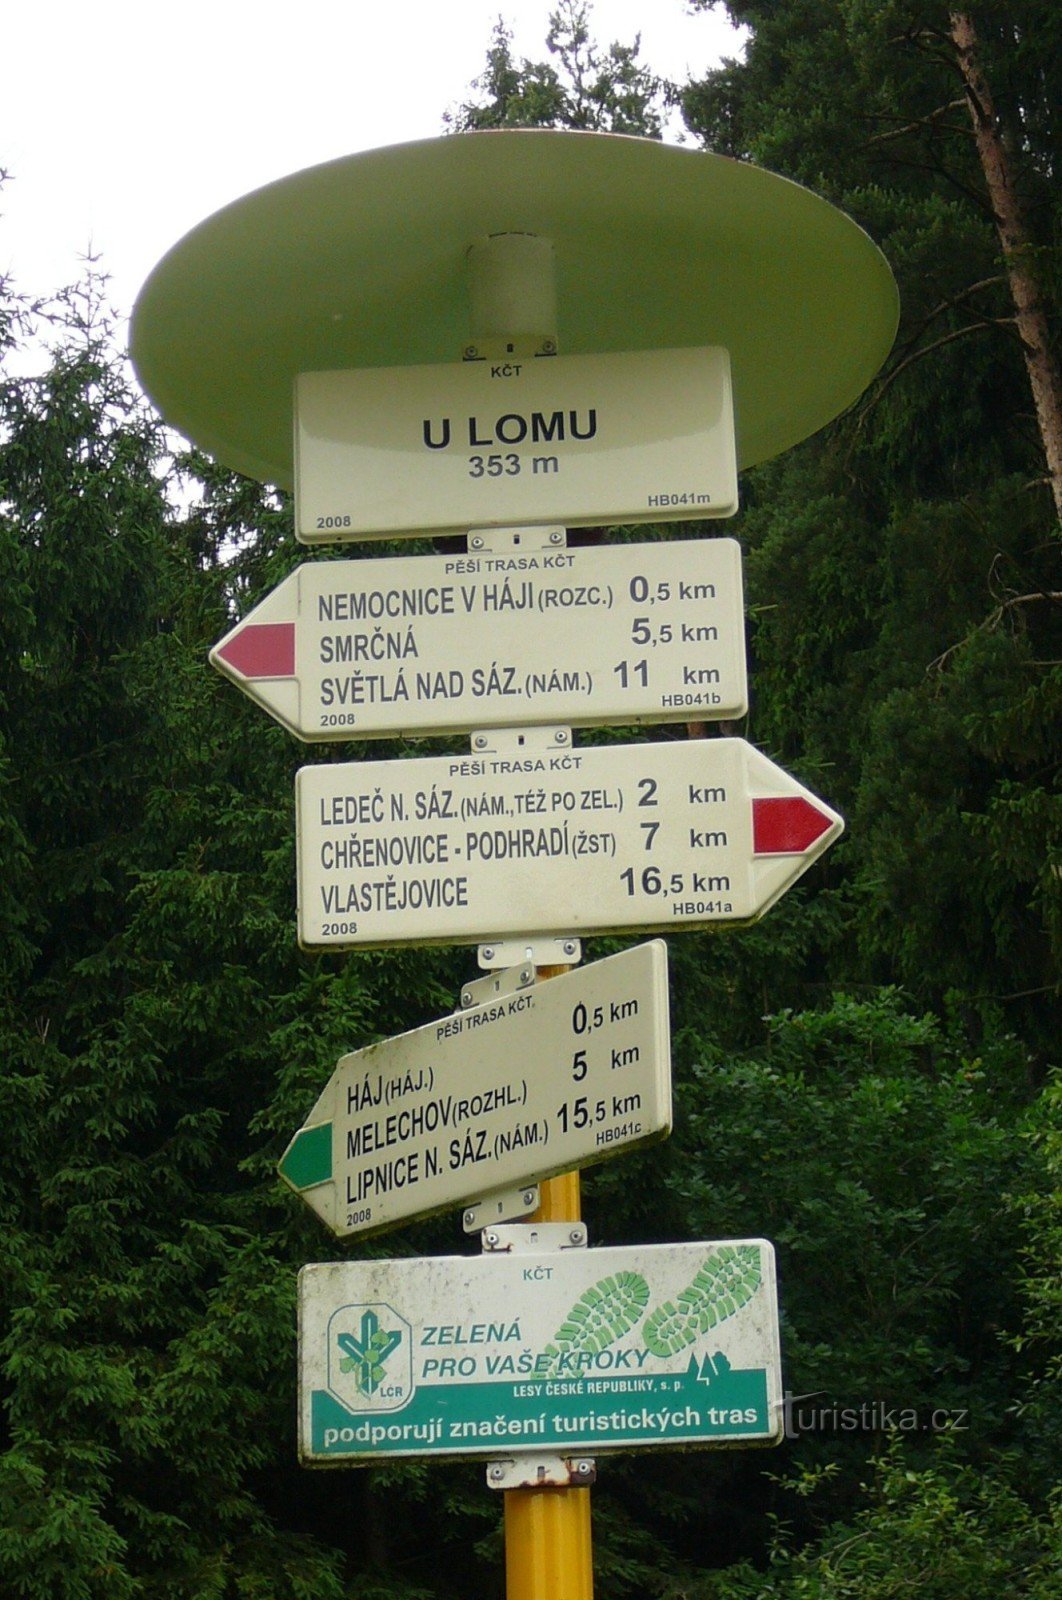 KČT
U LOMU
353 m
2008 HB041m
PĚŠÍ TRASA KČT
NEMOCNICE V HÁJI (ROZC.) 0,5 km
SMRČNÁ 5,5 km
SVĚTLÁ NAD SÁZ. (NÁM.) 11 km
2008 HB041b
PĚŠÍ TRASA KČT
LEDEČ N. SÁZ. (NÁM.,TÉŽ PO ZEL.) 2 km
CHŘENOVICE - PODHRADÍ (ŽST) 7 km
VLASTĚJOVICE 16,5 km
2008 HB041a
PĚŠÍ TRASA KČT
HÁJ (HÁJ.) 0,5 km
MELECHOV (ROZHL.) 5 km
LIPNICE N. SÁZ. (NÁM.) 15,5 km
2008 HB041c
KČT
LČR
ZELENÁ
PRO VAŠE KROKY
LESY ČESKÉ REPUBLIKY, s. p.
podporují značení turistických tras
Turistika.cz